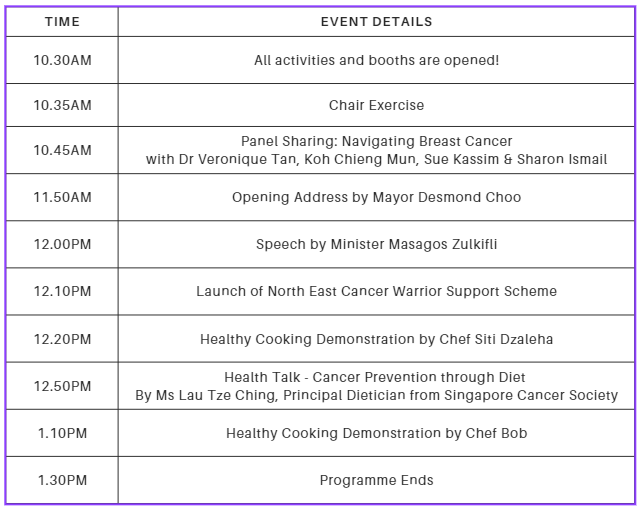 TIME EVENT DETAILS
10.30AM All activities and booths are opened!
10.35AM Chair Exercise
10.45AM Panel Sharing: Navigating Breast Cancer
with Dr Veronique Tan, Koh Chieng Mun, Sue Kassim & Sharon Ismail
11.50AM Opening Address by Mayor Desmond Choo
12.00PM Speech by Minister Masagos Zulkifli
12.10PM Launch of North East Cancer Warrior Support Scheme
12.20PM Healthy Cooking Demonstration by Chef Siti Dzaleha
12.50PM Health Talk - Cancer Prevention through Diet
By Ms Lau Tze Ching, Principal Dietician from Singapore Cancer Society
1.10PM Healthy Cooking Demonstration by Chef Bob
1.30PM Programme Ends